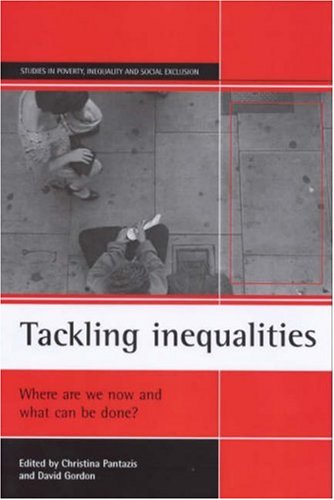 STUDIES IN POVERTY, INEQUALITY AND SOCIAL EXCLUSION
Tackling inequalities
Where are we now and
what can be done?
Edited by Christina Pantazis
and David Gordon